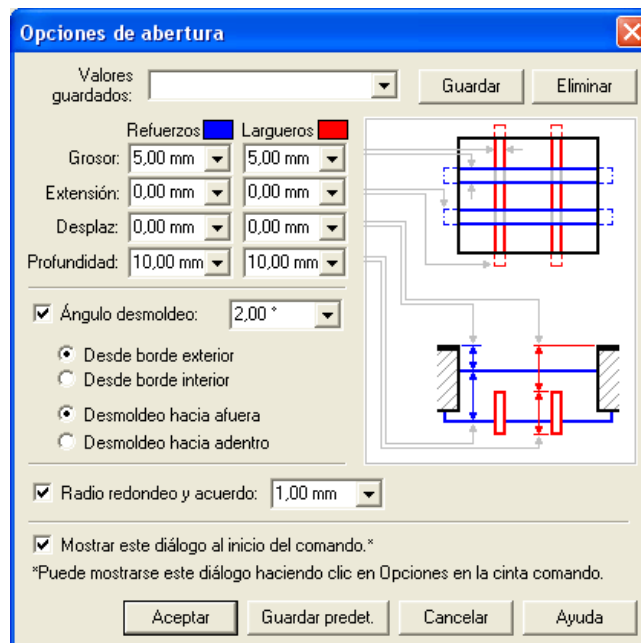 Opciones de abertura
Valores guardados:
Guardar
Eliminar
Refuerzos
Largueros
Grosor: 5,00 mm 5,00 mm
Extensión: 0,00 mm 0,00 mm
Desplaz: 0,00 mm 0,00 mm
Profundidad: 10,00 mm 10,00 mm
Ángulo desmoldeo: 2,00 °
Desde borde exterior
Desde borde interior
Desmoldeo hacia afuera
Desmoldeo hacia adentro
Radio redondeo y acuerdo: 1,00 mm
Mostrar este diálogo al inicio del comando.*
*Puede mostrarse este diálogo haciendo clic en Opciones en la cinta comando.
Aceptar
Guardar predet.
Cancelar
Ayuda